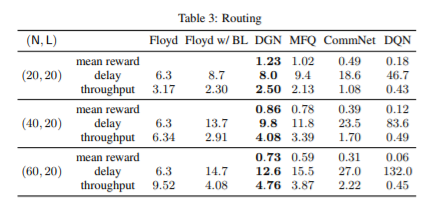 Table 3: Routing
(N, L) Floyd Floyd w/ BL DGN MFQ CommNet DQN
mean reward 1.23 1.02 0.49 0.18
(20, 20) delay 6.3 8.7 8.0 9.4 18.6 46.7
throughput 3.17 2.30 2.50 2.13 1.08 0.43
mean reward 0.86 0.78 0.39 0.12
(40, 20) delay 6.3 13.7 9.8 11.8 23.5 83.6
throughput 6.34 2.91 4.08 3.39 1.70 0.49
mean reward 0.73 0.59 0.31 0.06
(60, 20) delay 6.3 14.7 12.6 15.5 27.0 132.0
throughput 9.52 4.08 4.76 3.87 2.22 0.45